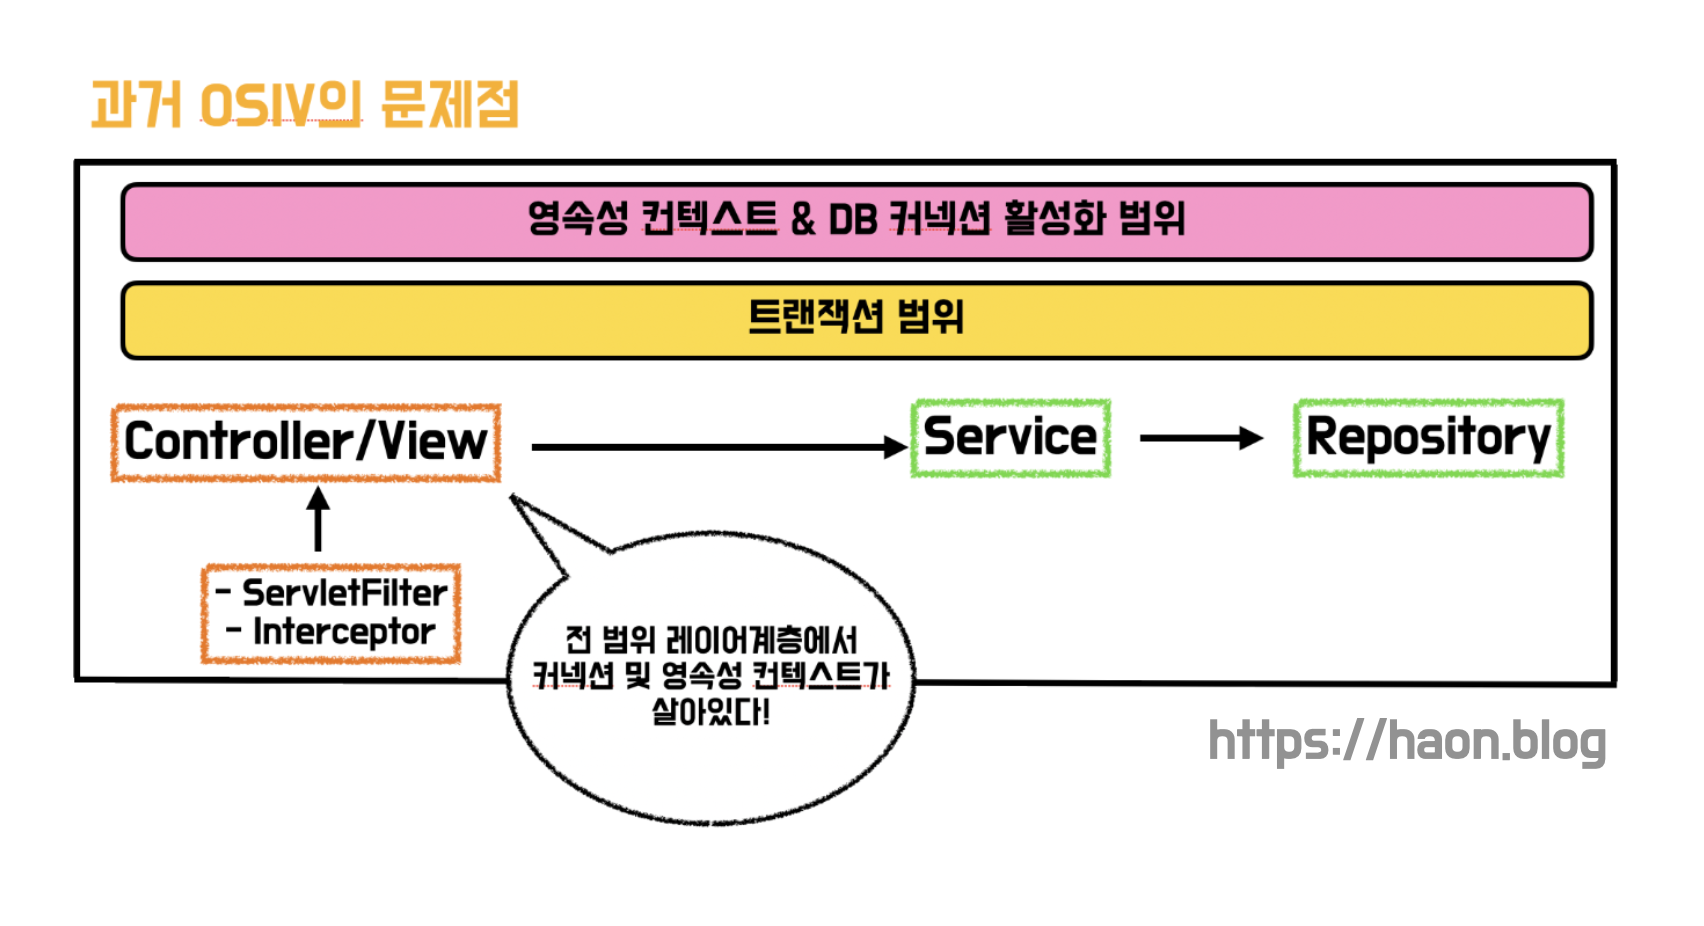 과거 OSIV의 문제점
영속성 컨텍스트 & DB 커넥션 활성화 범위
트랜잭션 범위
Controller/View
Service
Repository
- ServletFilter
- Interceptor
전 범위 레이어계층에서
커넥션 및 영속성 컨텍스트가
살아있다!
https://haon.blog